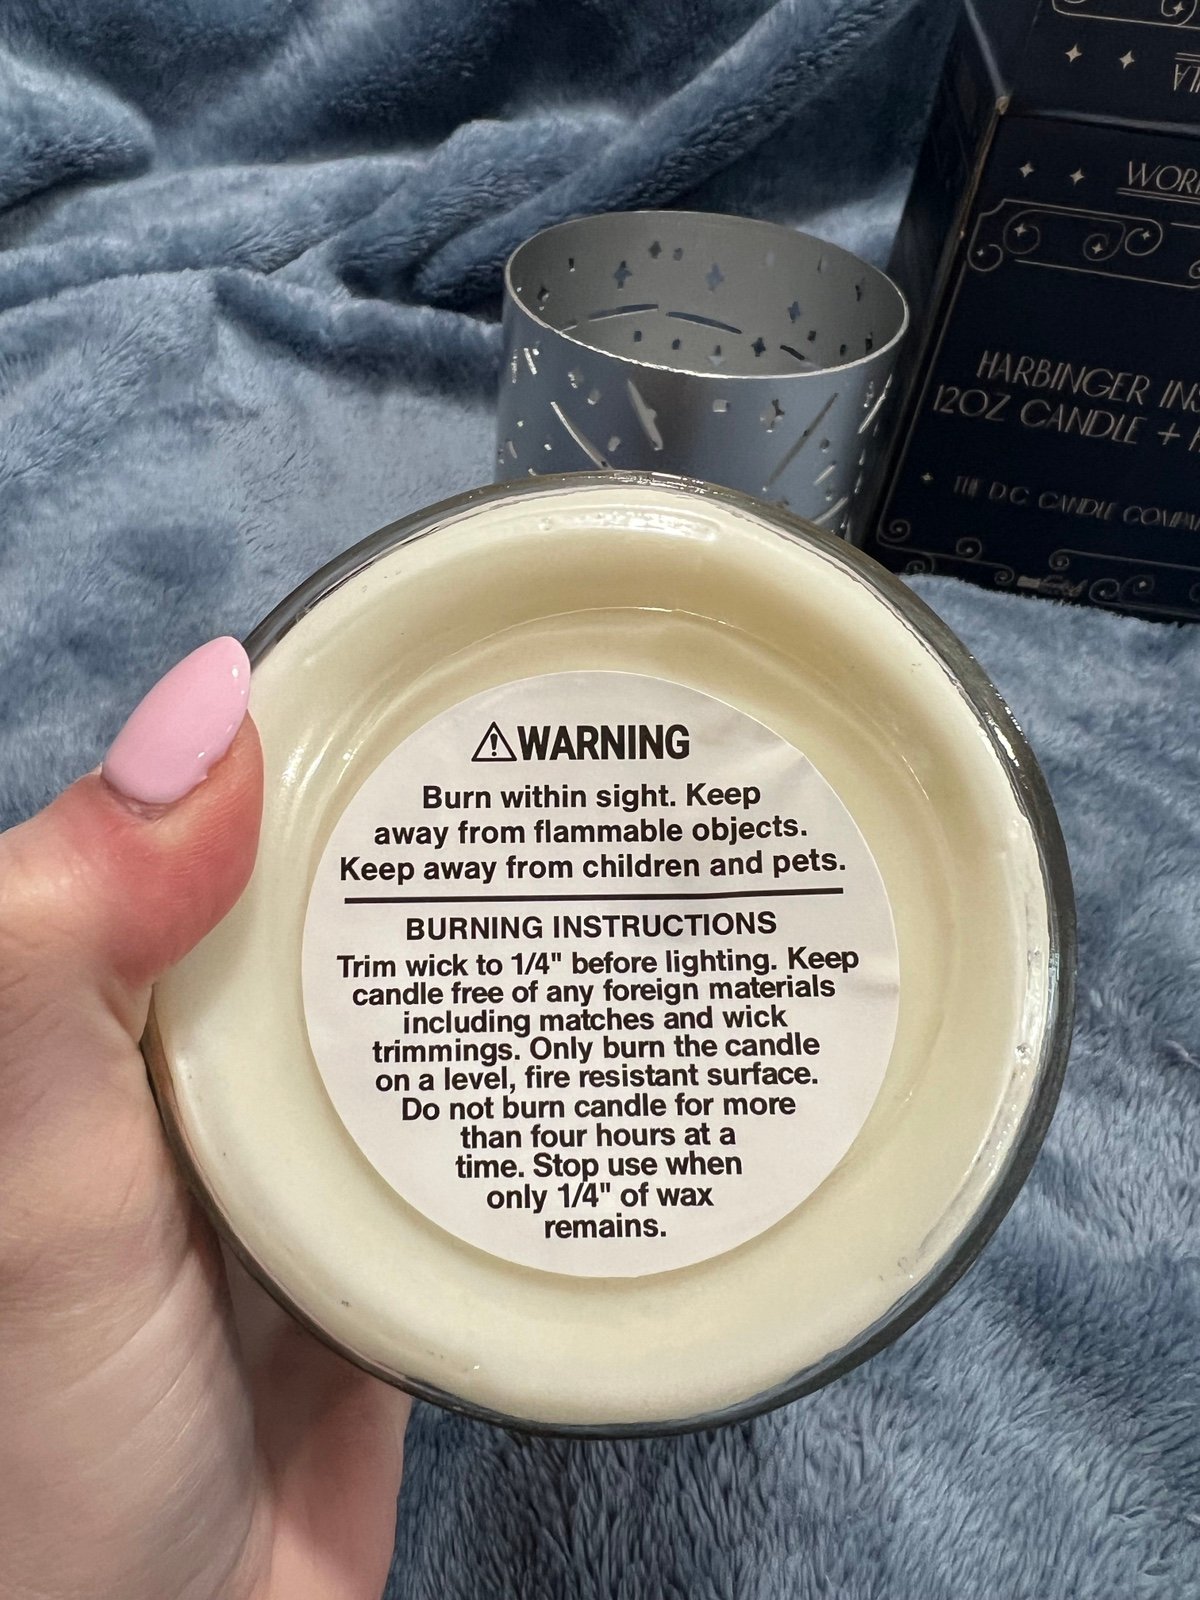 WARNING
Burn within sight. Keep
away from flammable objects.
Keep away from children and pets.
BURNING INSTRUCTIONS
Trim wick to 1/4" before lighting. Keep
candle free of any foreign materials
including matches and wick
trimmings. Only burn the candle
on a level, fire resistant surface.
Do not burn candle for more
than four hours at a
time. Stop use when
only 1/4" of wax
remains.
HARBINGER
12OZ CANDLE +
D.C. CANDLE